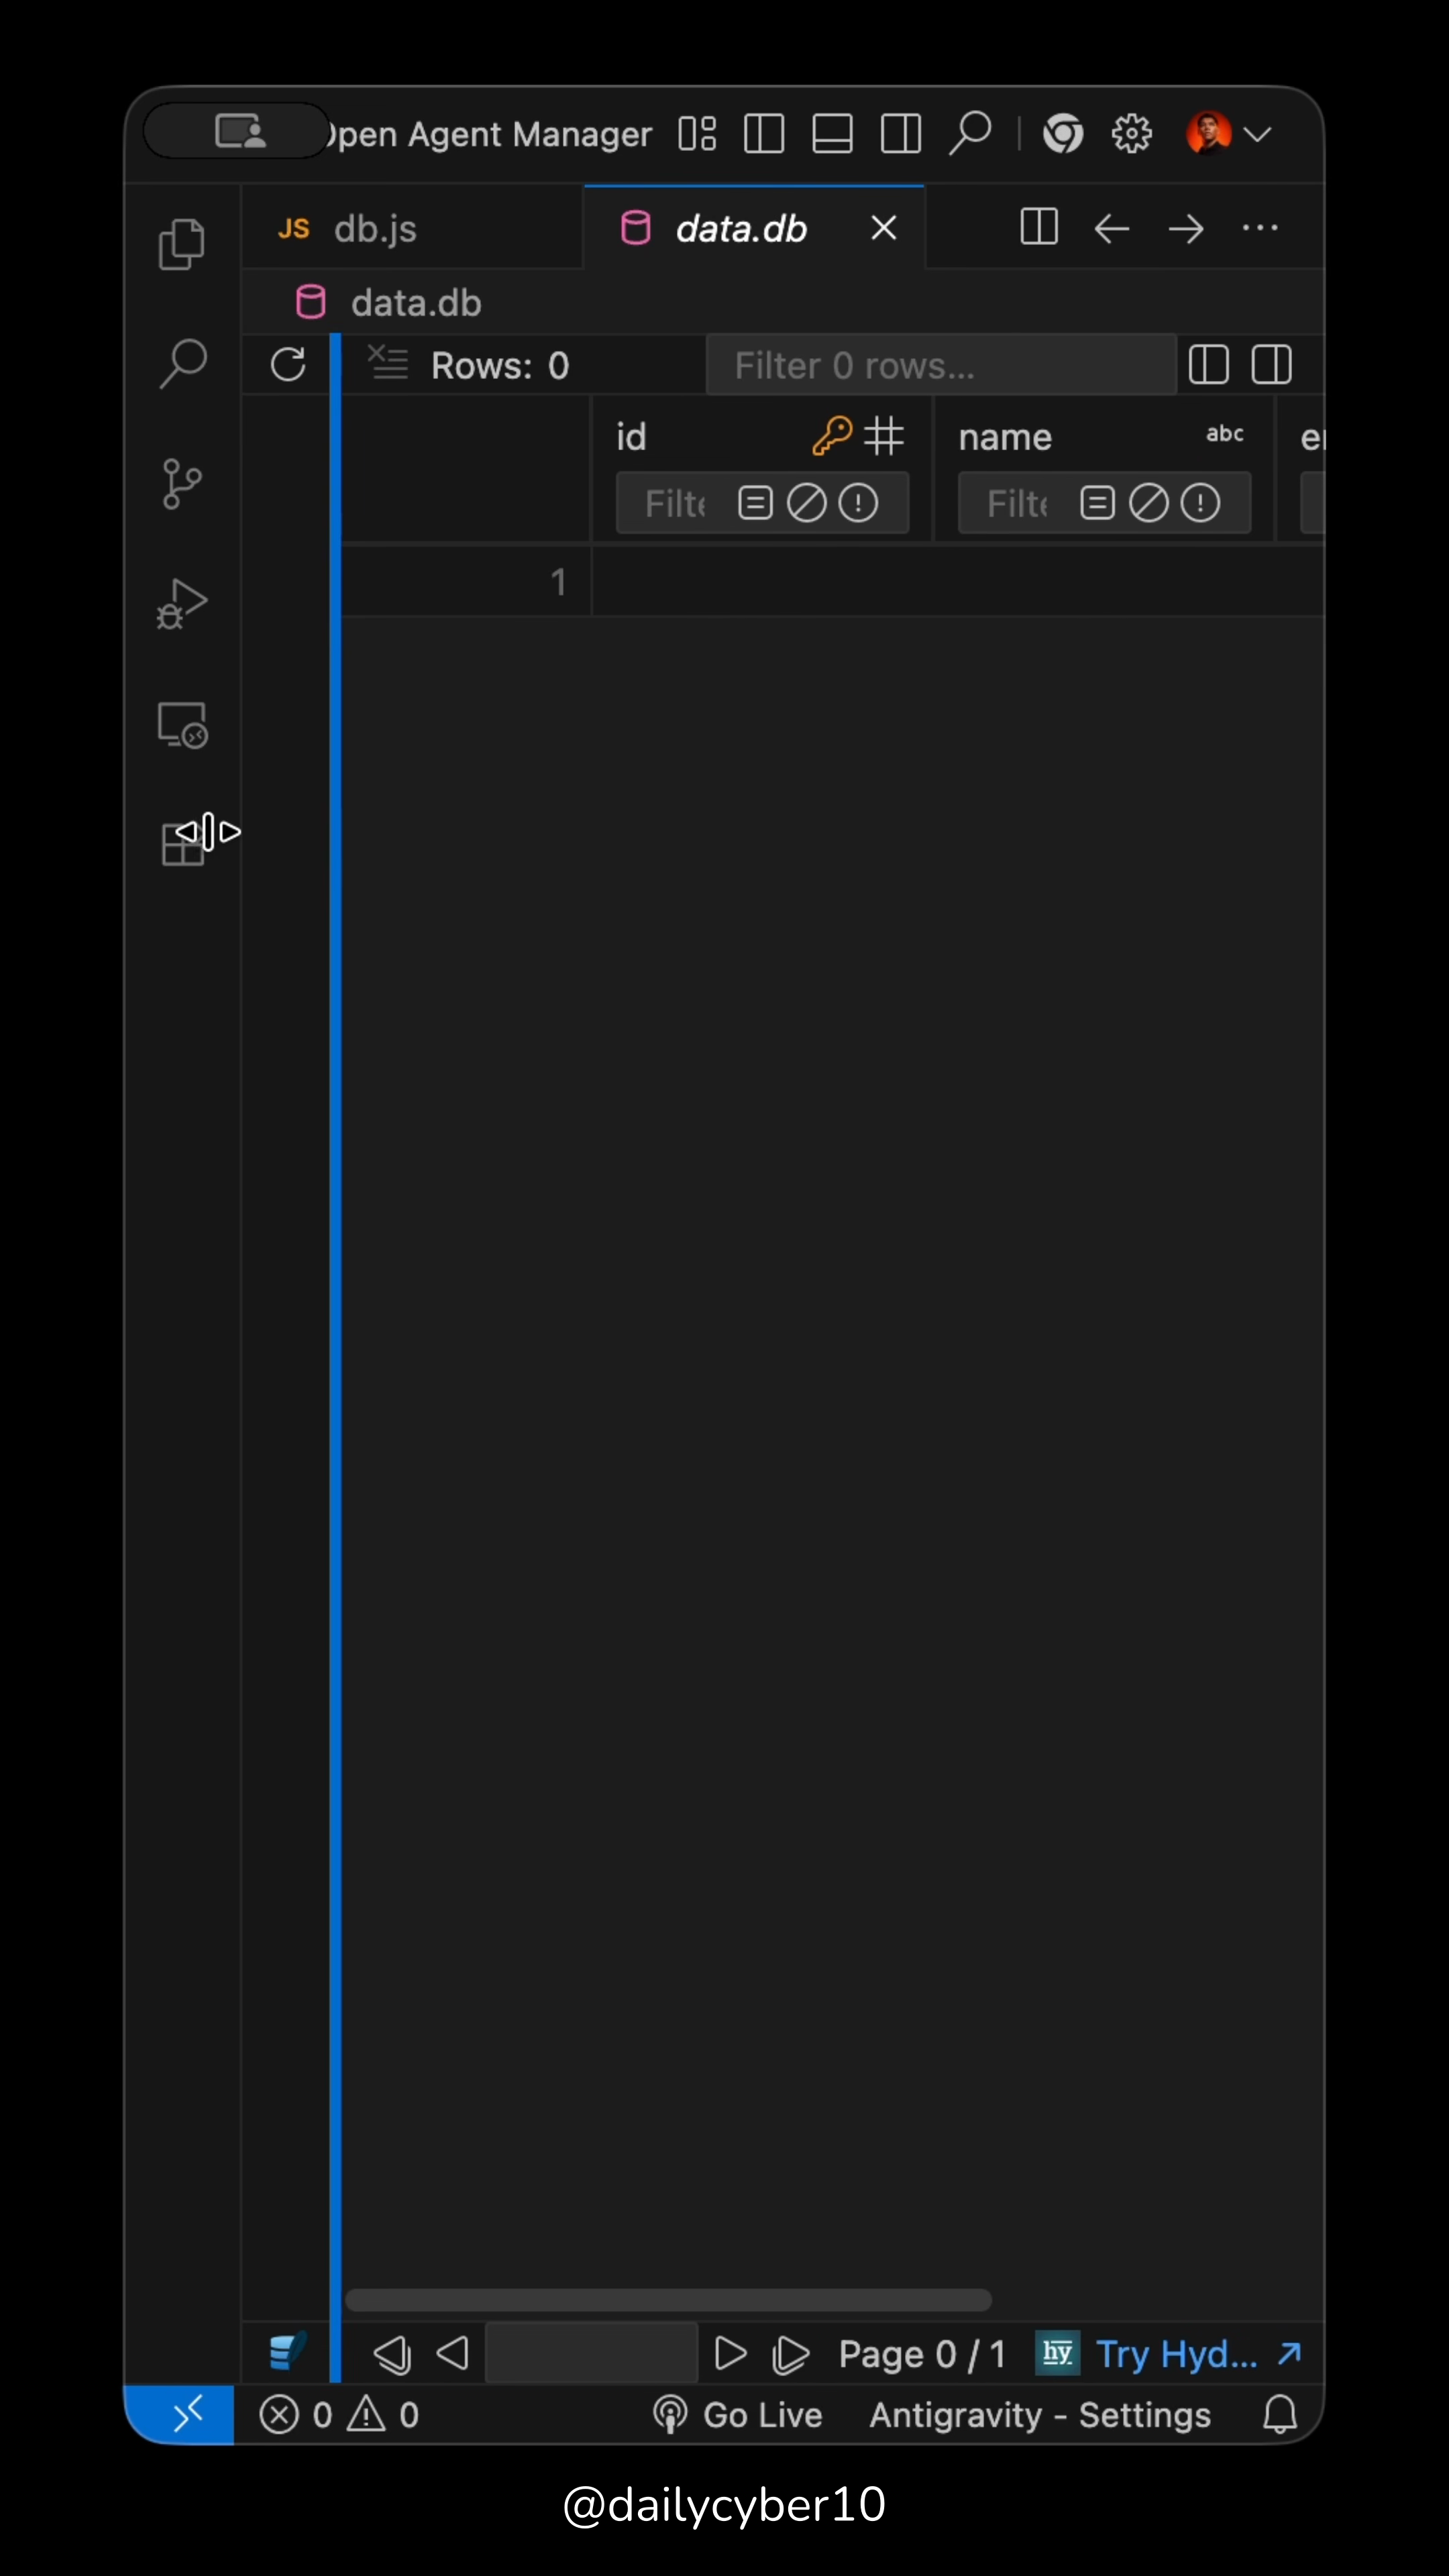 Open Agent Manager
JS db.js
data.db
data.db
Rows: 0
Filter 0 rows...
id
name
abc
1
Page 0 / 1
hy
Try Hyd...
0
0
Go Live
Antigravity - Settings
@dailycyber10